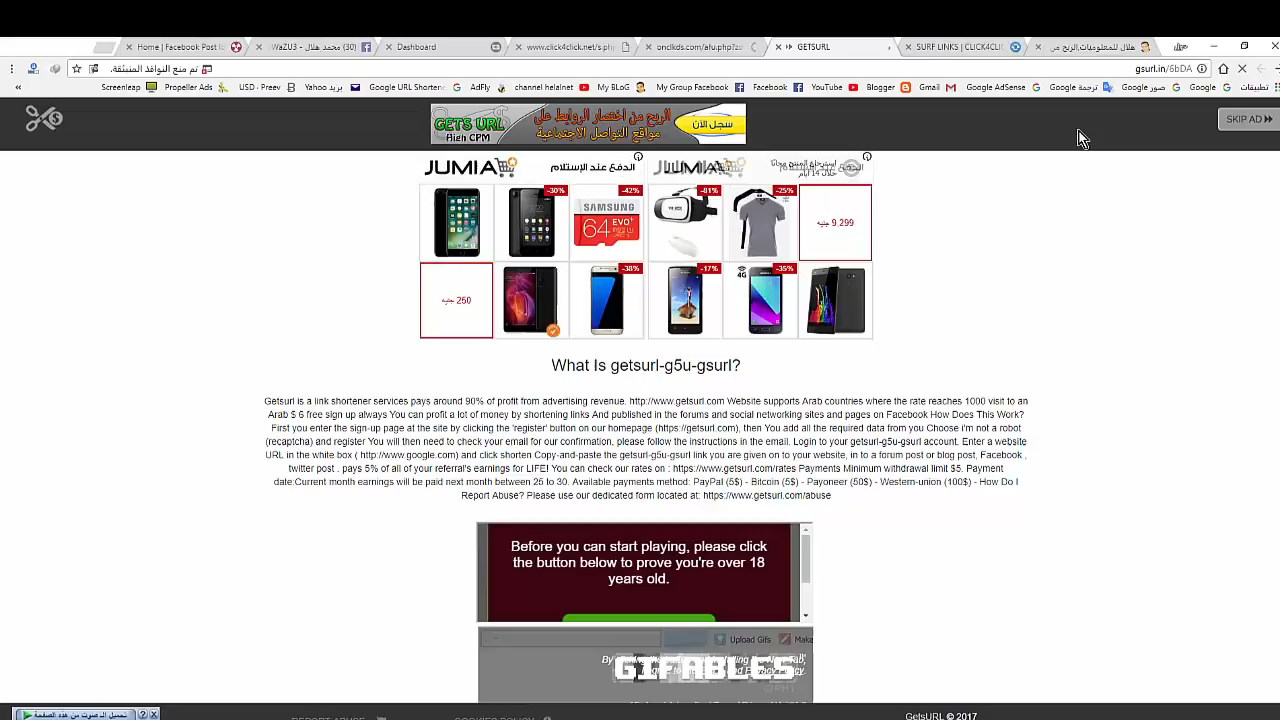 Home | Facebook Post
(30) محمد هلال - WaZU3
Dashboard
www.click4click.net/s.ph
onclkds.com/afu.php?z
GETSURL
SURF LINKS | CLICK4CLI
هلال للمعلوميات,الربح من
تم منع النوافذ المنبثقة.
gsurl.in/6bDA
Screenleap
Propeller Ads
USD - Preev
بريد Yahoo
Google URL Shortene
AdFly
channel helalnet
My BLoG
My Group Facebook
Facebook
YouTube
Blogger
Gmail
Google AdSense
ترجمة Google
صور Google
Google
تطبيقات
GETS URL
High CPM
الربح من اختصار الروابط على
مواقع التواصل الاجتماعية
سجل الآن
SKIP AD
JUMIA
الدفع عند الإستلام
JUMIA
14 ايام
-30%
-42%
-81%
-25%
SAMSUNG
EVO+
64
9,299 جنيه
250 جنيه
-38%
-17%
-35%
4G
What Is getsurl-g5u-gsurl?
Getsurl is a link shortener services pays around 90% of profit from advertising revenue. http://www.getsurl.com Website supports Arab countries where the rate reaches 1000 visit to an
Arab $ 6 free sign up always You can profit a lot of money by shortening links And published in the forums and social networking sites and pages on Facebook How Does This Work?
First you enter the sign-up page at the site by clicking the 'register' button on our homepage (https://getsurl.com), then You add all the required data from you Choose i'm not a robot
(recaptcha) and register You will then need to check your email for our confirmation, please follow the instructions in the email. Login to your getsurl-g5u-gsurl account. Enter a website
URL in the white box ( http://www.google.com) and click shorten Copy-and-paste the getsurl-g5u-gsurl link you are given on to your website, in to a forum post or blog post, Facebook ,
twitter post . pays 5% of all of your referral's earnings for LIFE! You can check our rates on : https://www.getsurl.com/rates Payments Minimum withdrawal limit $5. Payment
date:Current month earnings will be paid next month between 25 to 30. Available payments method: PayPal (5$) - Bitcoin (5$) - Payoneer (50$) - Western-union (100$) - How Do I
Report Abuse? Please use our dedicated form located at: https://www.getsurl.com/abuse
Before you can start playing, please click
the button below to prove you're over 18
years old.
Upload Gifs
Make
GIFABLES
REPORT ABUSE
COOKIES POLICY
GetsURL © 2017
تحميل الصوت من هذه الصفحة